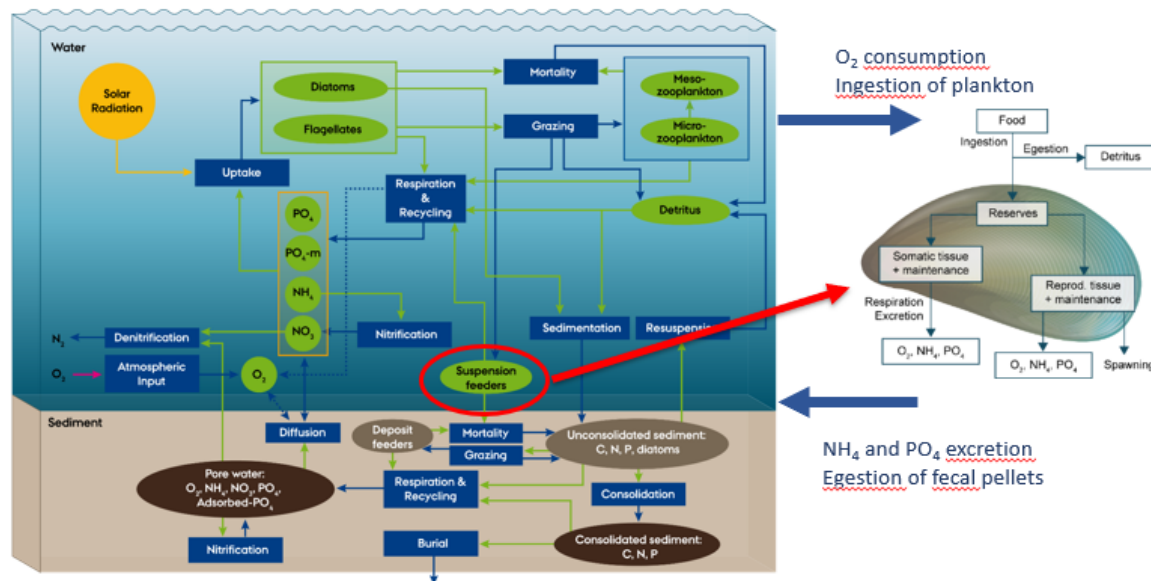 Water
Solar
Radiation
Diatoms
Flagellates
Mortality
Grazing
Meso-
zooplankton
Micro-
zooplankton
Uptake
Respiration
& Recycling
Detritus
PO₄
PO₄-m
NH₄
NO₃
Nitrification
Sedimentation
Resuspension
N₂
Denitrification
O₂
Atmospheric
Input
O₂
Suspension
feeders
Sediment
Diffusion
Deposit
feeders
Mortality
Grazing
Unconsolidated sediment:
C, N, P, diatoms
Pore water:
O₂, NH₄, NO₃, PO₄,
Adsorbed-PO₄
Respiration &
Recycling
Consolidation
Nitrification
Burial
Consolidated sediment:
C, N, P
O₂ consumption
Ingestion of plankton
Food
Ingestion
Egestion
Detritus
Reserves
Somatic tissue
+ maintenance
Reprod. tissue
+ maintenance
Respiration
Excretion
O₂, NH₄, PO₄
O₂, NH₄, PO₄
Spawning
NH₄ and PO₄ excretion
Egestion of fecal pellets